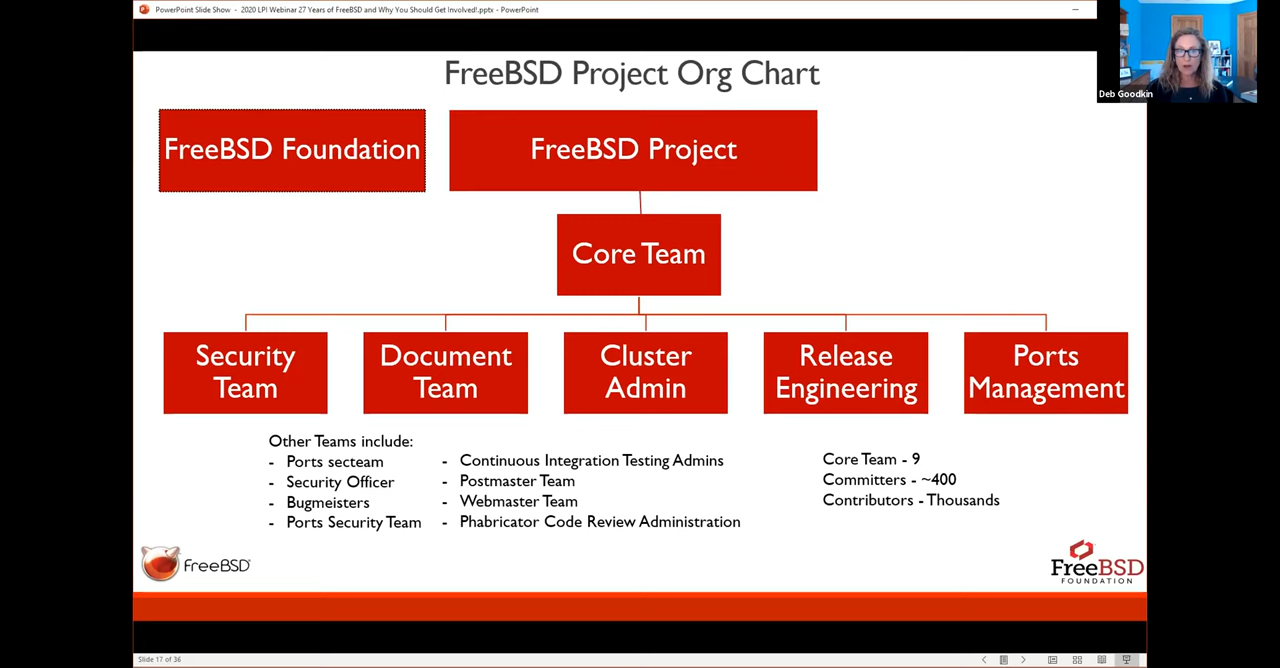 PowerPoint Slide Show - 2020 LPI Webinar 27 Years of FreeBSD and Why You Should Get Involved!.pptx - PowerPoint
Deb Goodkin
FreeBSD Project Org Chart
FreeBSD Foundation
FreeBSD Project
Core Team
Security
Team
Document
Team
Cluster
Admin
Release
Engineering
Ports
Management
Other Teams include:
- Ports secteam
- Security Officer
- Bugmeisters
- Ports Security Team
- Continuous Integration Testing Admins
- Postmaster Team
- Webmaster Team
- Phabricator Code Review Administration
Core Team - 9
Committers - ~400
Contributors - Thousands
FreeBSD
FreeBSD
FOUNDATION
Slide 17 of 36